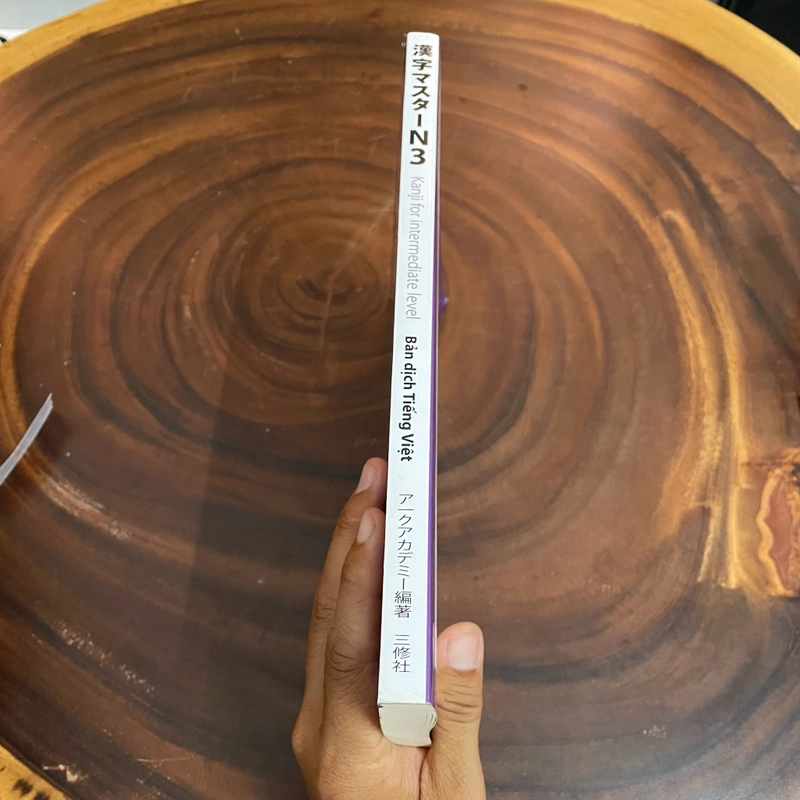 漢字マスターN3
Kanji for intermediate level
Bản dịch Tiếng Việt
アークアカデミー編著
三修社